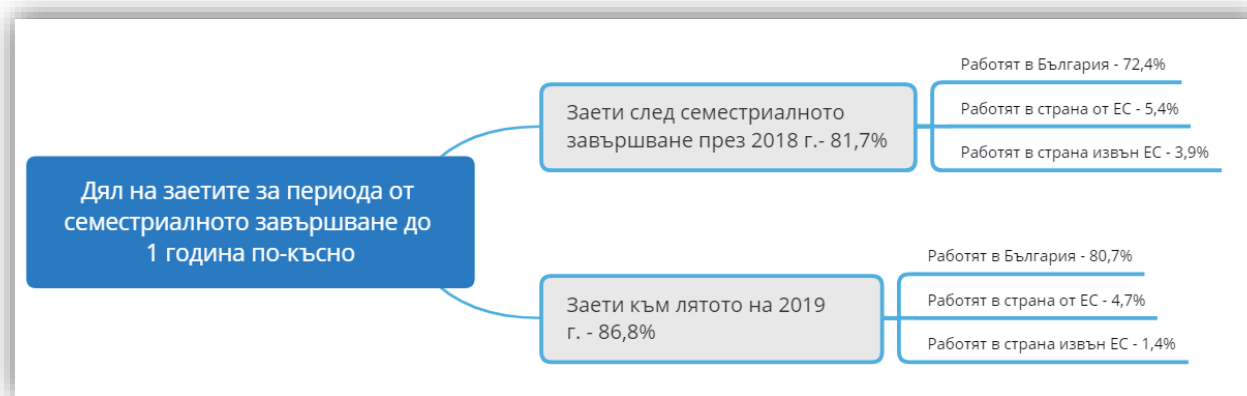 Дял на заетите за периода от
семестриалното завършване до
1 година по-късно
Заети след семестриалното
завършване през 2018 г.- 81,7%
Работят в България - 72,4%
Работят в страна от ЕС - 5,4%
Работят в страна извън ЕС - 3,9%
Заети към лятото на 2019
г. - 86,8%
Работят в България - 80,7%
Работят в страна от ЕС - 4,7%
Работят в страна извън ЕС - 1,4%